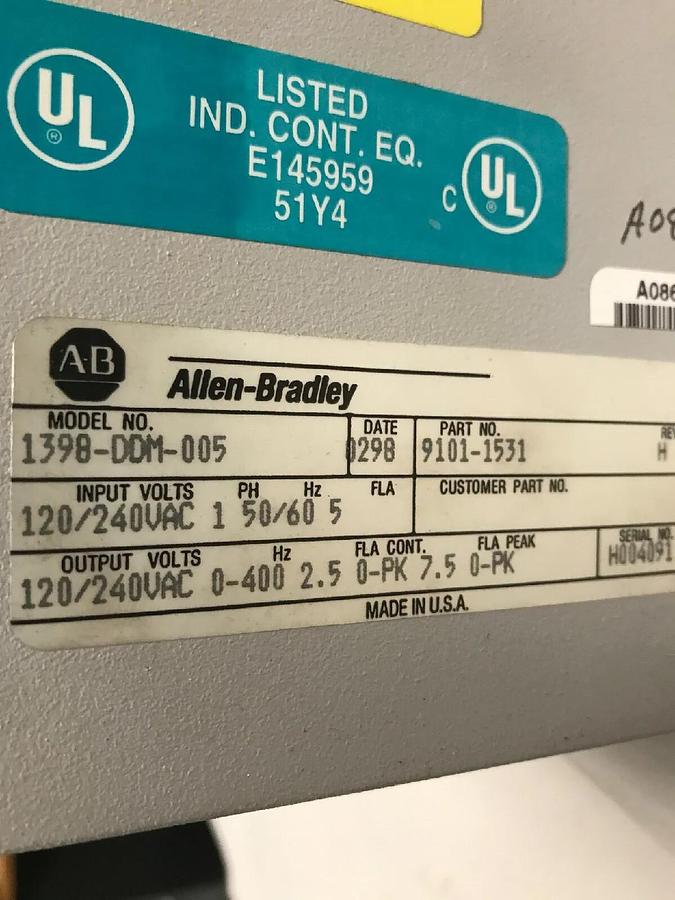 UL ®
LISTED
IND. CONT. EQ.
E145959
51Y4
C UL ®
A08
A086
A-B
Allen-Bradley
MODEL NO. DATE PART NO. REV
1398-DDM-005 0298 9101-1531 H
INPUT VOLTS PH Hz FLA CUSTOMER PART NO.
120/240VAC 1 50/60 5
OUTPUT VOLTS Hz FLA CONT. FLA PEAK SERIAL NO.
120/240VAC 0-400 2.5 0-PK 7.5 0-PK H004091
MADE IN U.S.A.